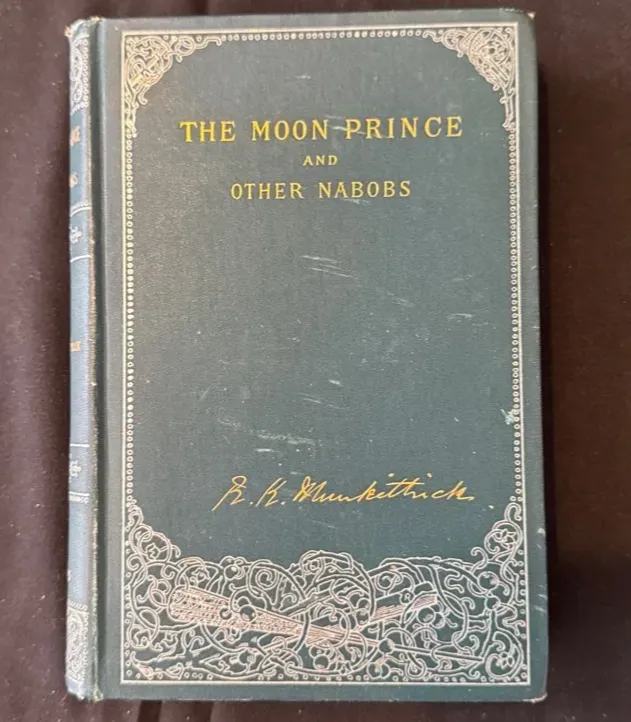 THE MOON PRINCE
AND
OTHER NABOBS
R. K. Munkittrick